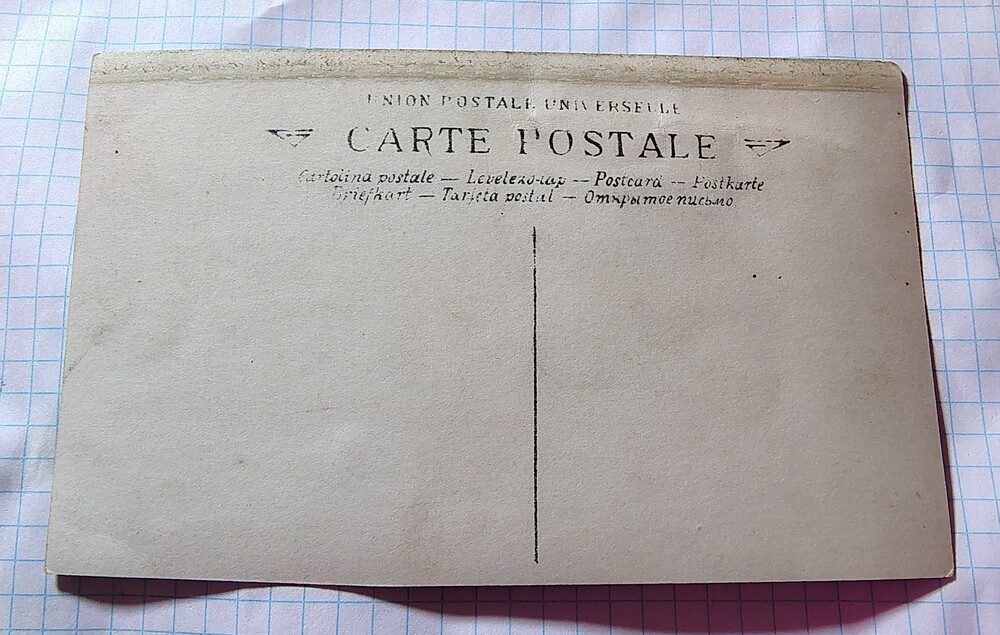 UNION POSTALE UNIVERSELLE
CARTE POSTALE
Cartolina postale — Levelezo-lap -- Postcard -- Postkarte
Briefkart — Tarjeta postal — Открытое письмо